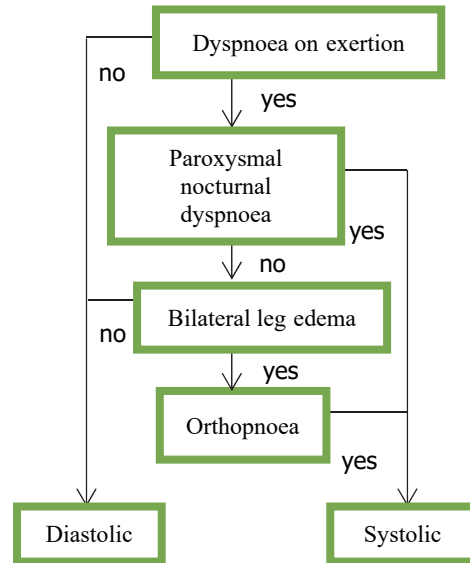 Dyspnoea on exertion
no
yes
Paroxysmal
nocturnal
dyspnoea
yes
no
Bilateral leg edema
no
yes
Orthopnoea
yes
Diastolic
Systolic